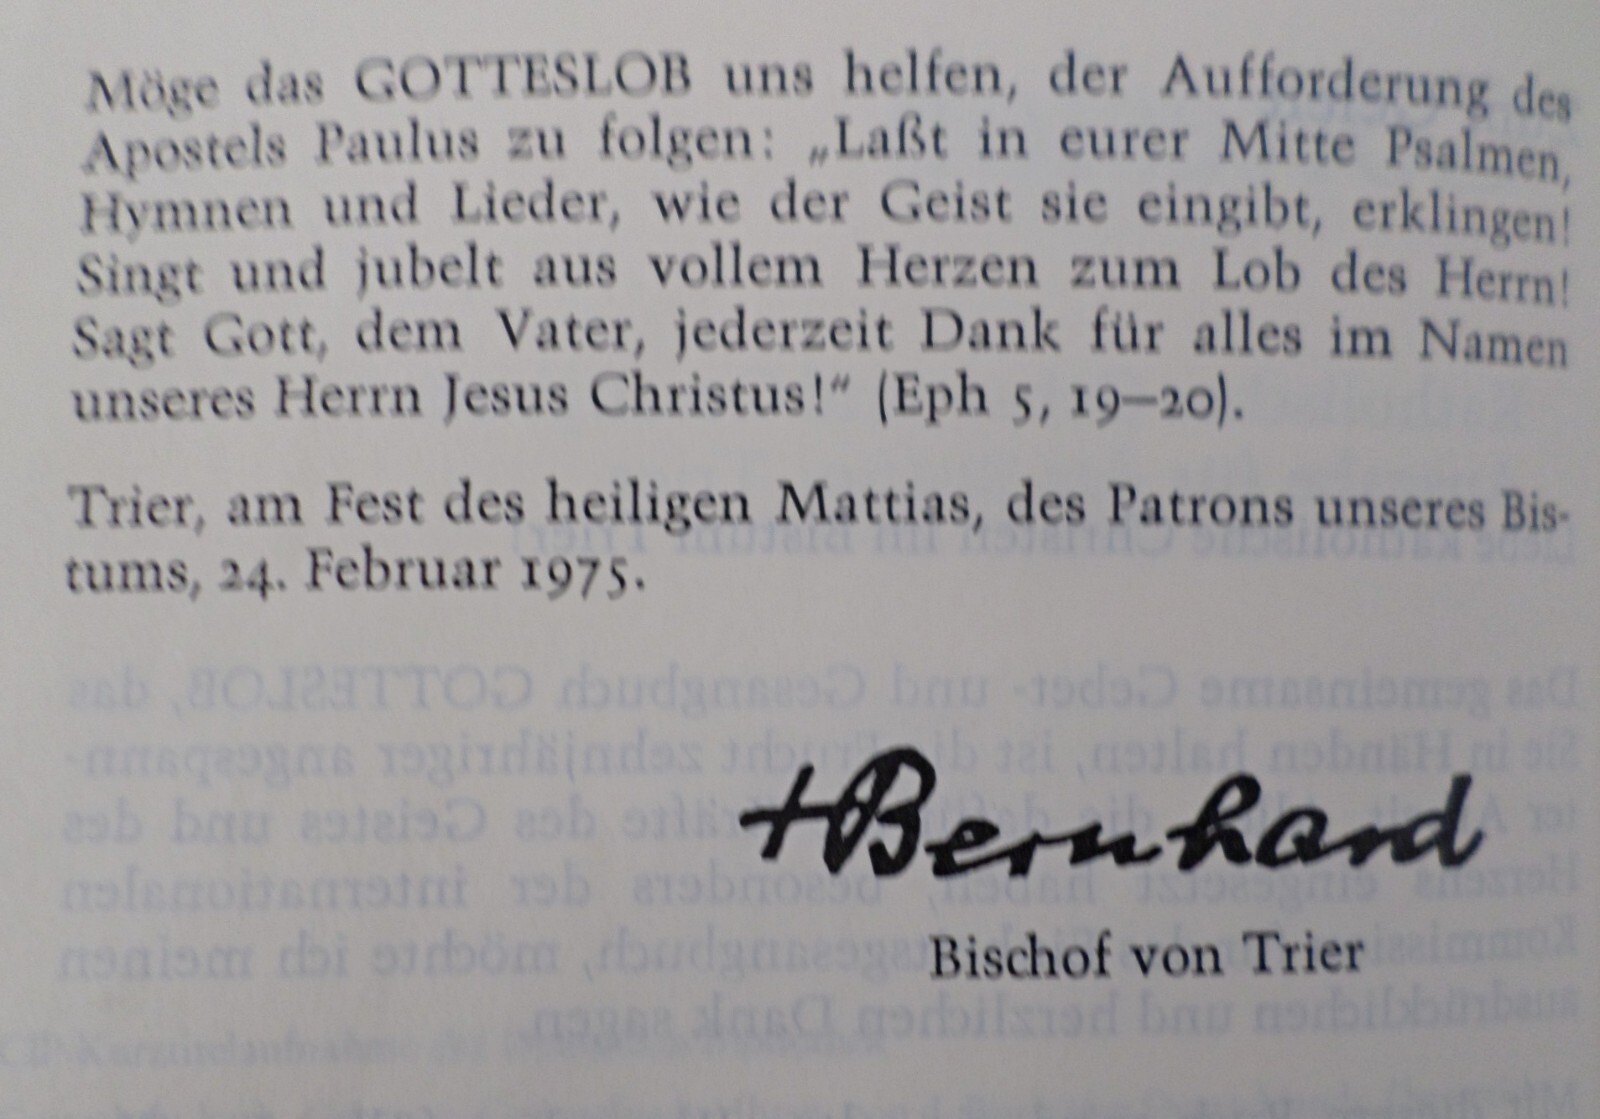 Möge das GOTTESLOB uns helfen, der Aufforderung des
Apostels Paulus zu folgen: „Laßt in eurer Mitte Psalmen,
Hymnen und Lieder, wie der Geist sie eingibt, erklingen!
Singt und jubelt aus vollem Herzen zum Lob des Herrn!
Sagt Gott, dem Vater, jederzeit Dank für alles im Namen
unseres Herrn Jesus Christus!“ (Eph 5, 19–20).
Trier, am Fest des heiligen Mattias, des Patrons unseres Bis-
tums, 24. Februar 1975.
+Bernhard
Bischof von Trier